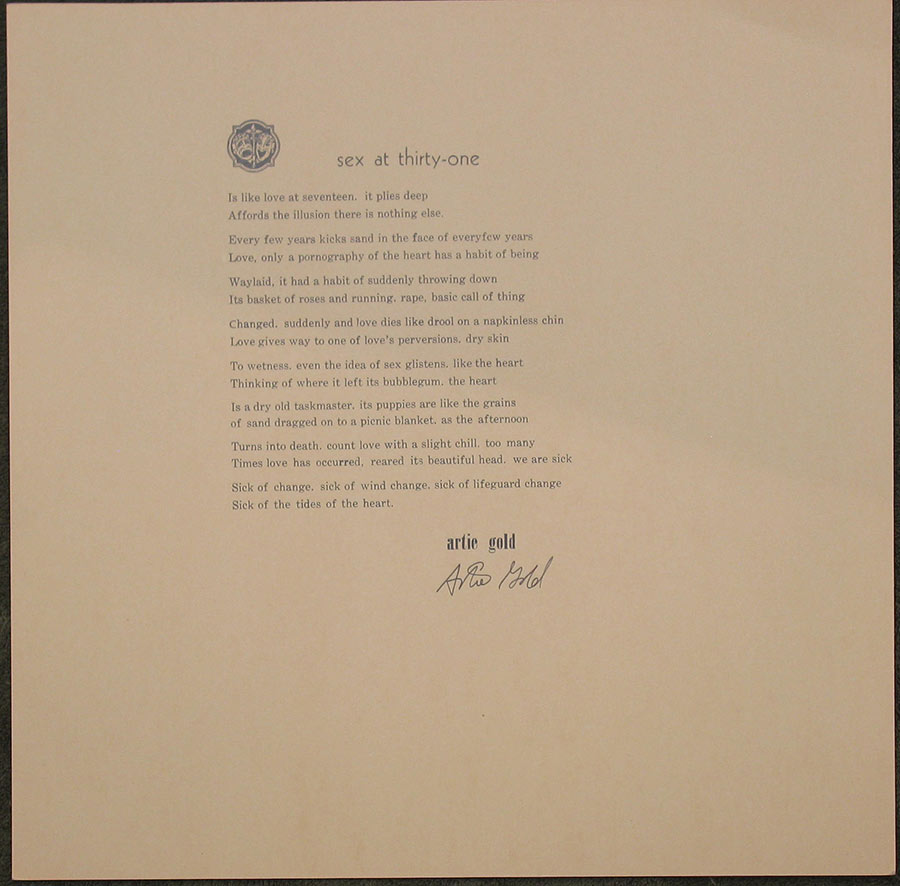 sex at thirty-one
Is like love at seventeen. it plies deep
Affords the illusion there is nothing else.
Every few years kicks sand in the face of everyfew years
Love, only a pornography of the heart has a habit of being
Waylaid, it had a habit of suddenly throwing down
Its basket of roses and running. rape, basic call of thing
Changed. suddenly and love dies like drool on a napkinless chin
Love gives way to one of love's perversions. dry skin
To wetness. even the idea of sex glistens. like the heart
Thinking of where it left its bubblegum. the heart
Is a dry old taskmaster. its puppies are like the grains
of sand dragged on to a picnic blanket. as the afternoon
Turns into death. count love with a slight chill. too many
Times love has occurred, reared its beautiful head. we are sick
Sick of change. sick of wind change. sick of lifeguard change
Sick of the tides of the heart.
artie gold
Artie Gold